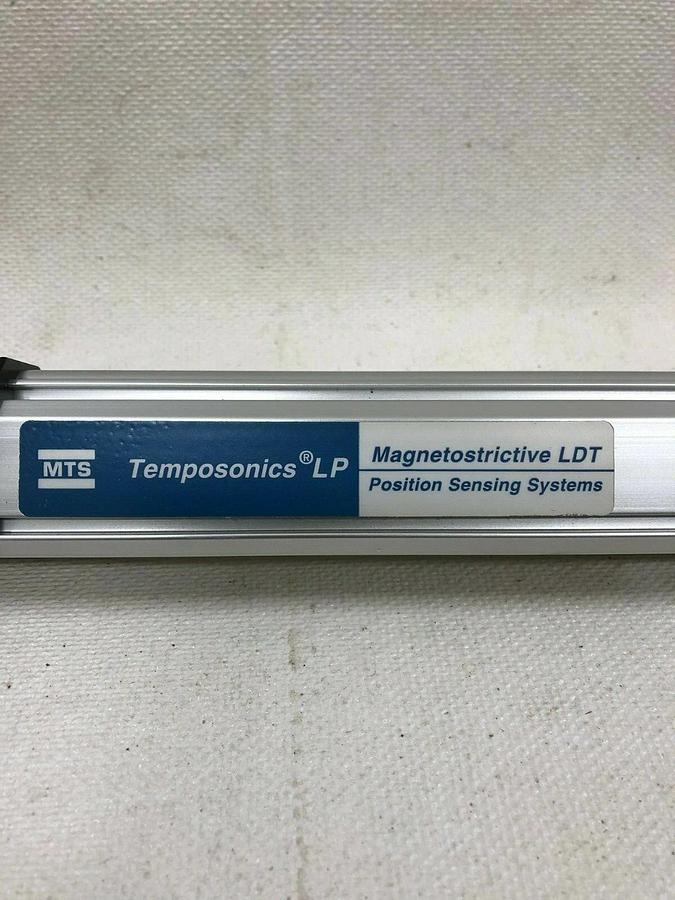 MTS
Temposonics® LP
Magnetostrictive LDT
Position Sensing Systems